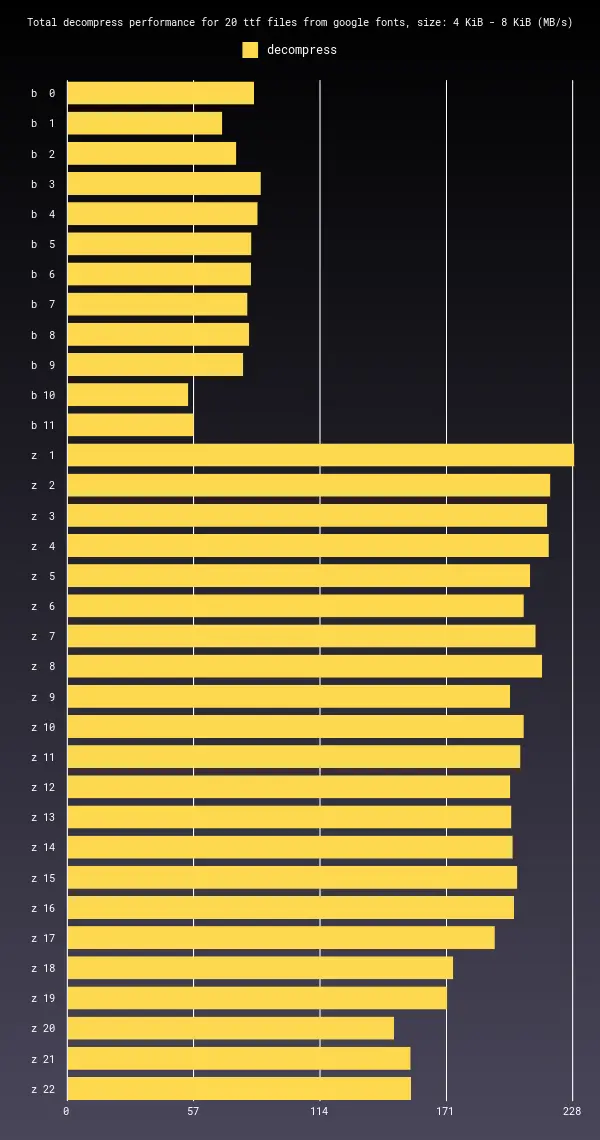 Total decompress performance for 20 ttf files from google fonts, size: 4 KiB - 8 KiB (MB/s)
decompress
b 0
b 1
b 2
b 3
b 4
b 5
b 6
b 7
b 8
b 9
b 10
b 11
z 1
z 2
z 3
z 4
z 5
z 6
z 7
z 8
z 9
z 10
z 11
z 12
z 13
z 14
z 15
z 16
z 17
z 18
z 19
z 20
z 21
z 22
0 57 114 171 228